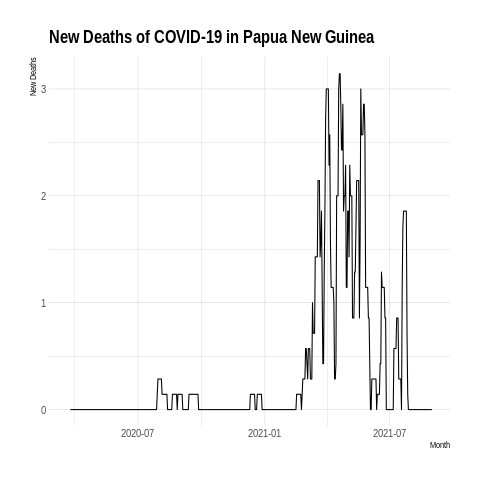 New Deaths of COVID-19 in Papua New Guinea
New Deaths
3
2
1
0
2020-07
2021-01
2021-07
Month